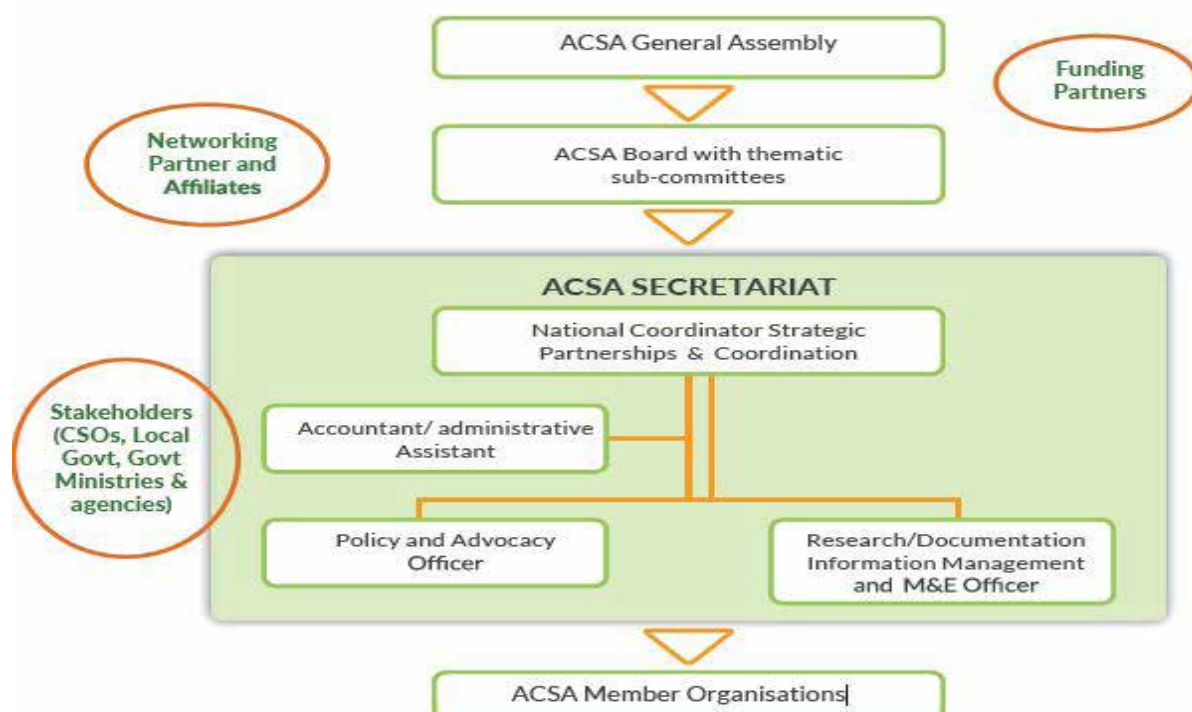 ACSA General Assembly
Funding
Partners
Networking
Partner and
Affiliates
ACSA Board with thematic
sub-committees
ACSA SECRETARIAT
National Coordinator Strategic
Partnerships & Coordination
Stakeholders
(CSOs, Local
Govt, Govt
Ministries &
agencies)
Accountant/ administrative
Assistant
Policy and Advocacy
Officer
Research/Documentation
Information Management
and M&E Officer
ACSA Member Organisations